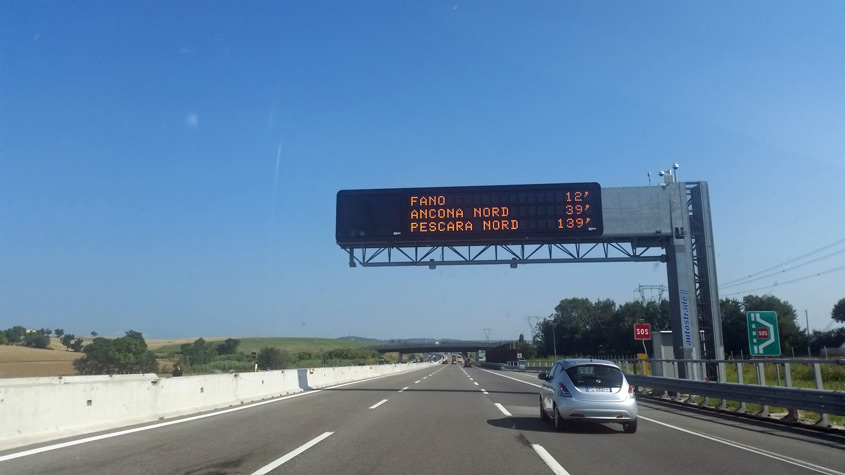 FANO 12'
ANCONA NORD 39'
PESCARA NORD 139'
autostrade
SOS
SOS